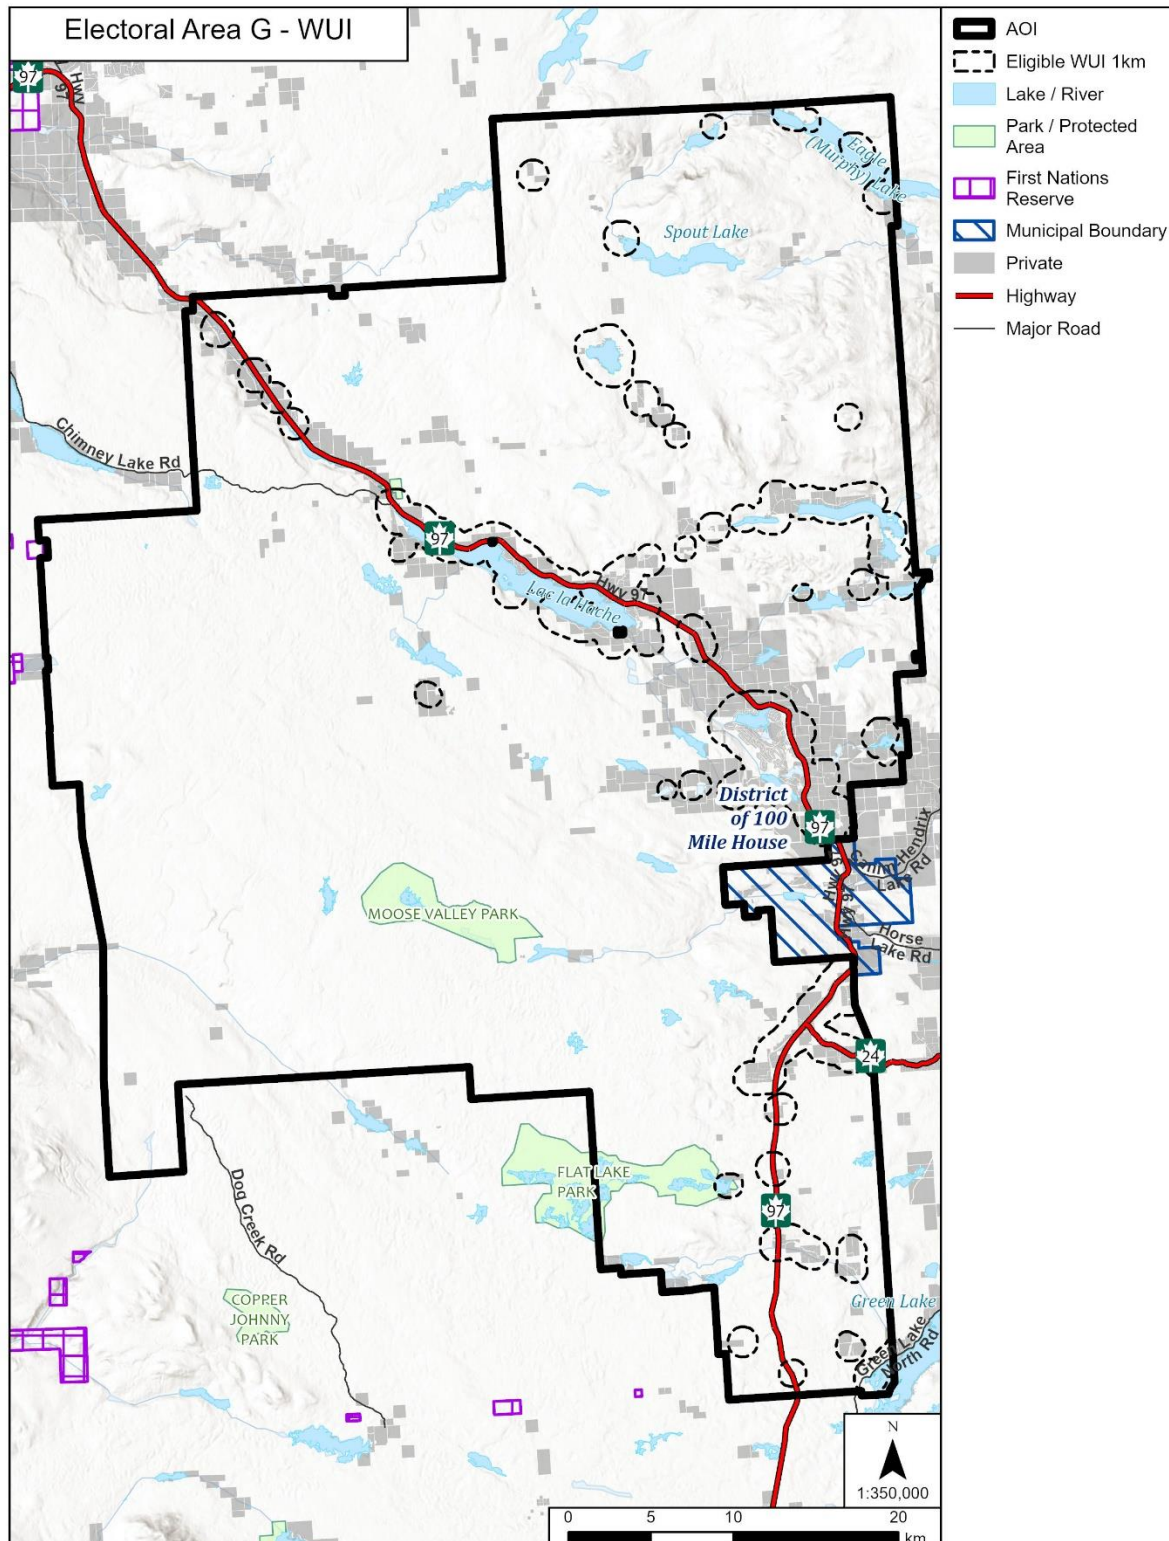 Electoral Area G - WUI
AOI
Eligible WUI 1km
Lake / River
Park / Protected
Area
First Nations
Reserve
Municipal Boundary
Private
Highway
Major Road
97
Hwy
97
Eagle
(Murphy) Lake
Spout Lake
Chimney Lake Rd
97
Hwy 97
Lac la Hache
District
of 100
Mile House
97
Canim-Hendrix
Lake Rd
Hwy 97
Hwy 97
Horse
Lake Rd
MOOSE VALLEY PARK
24
FLAT LAKE
PARK
97
Dog Creek Rd
COPPER
JOHNNY
PARK
Green Lake
Green Lake
North Rd
N
1:350,000
0 5 10 20
km